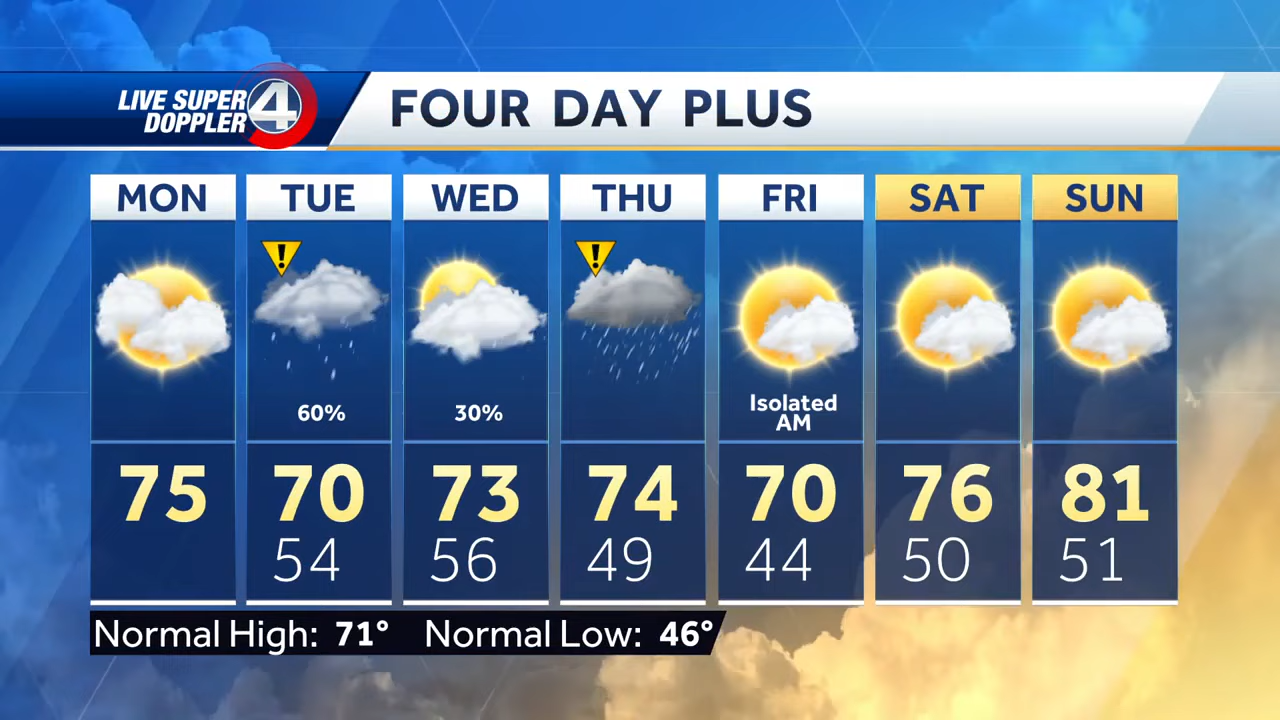 LIVE SUPER
DOPPLER 4
FOUR DAY PLUS
MON TUE WED THU FRI SAT SUN
! !
60% 30% Isolated
AM
75 70 73 74 70 76 81
54 56 49 44 50 51
Normal High: 71° Normal Low: 46°